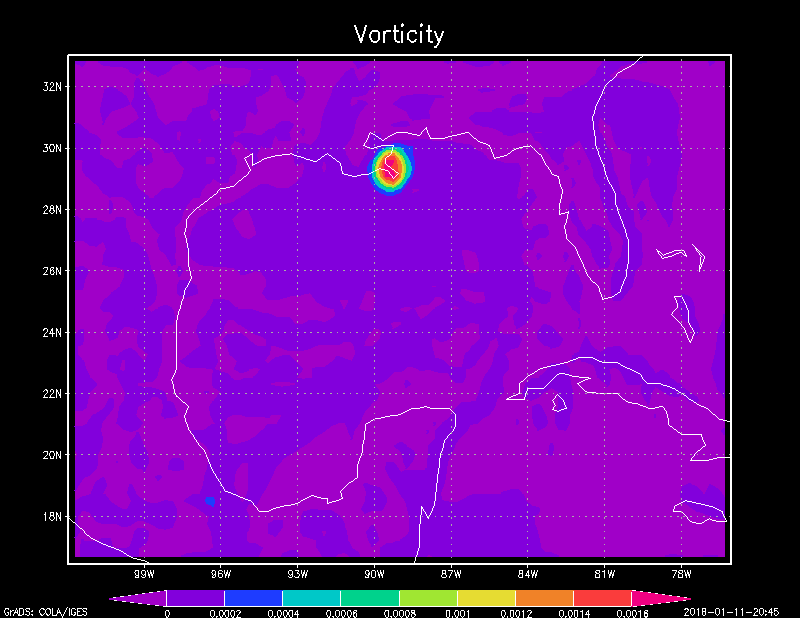 Vorticity
32N
30N
28N
26N
24N
22N
20N
18N
99W 96W 93W 90W 87W 84W 81W 78W
0 0.0002 0.0004 0.0006 0.0008 0.001 0.0012 0.0014 0.0016
GrADS: COLA/IGES 2018-01-11-20:45